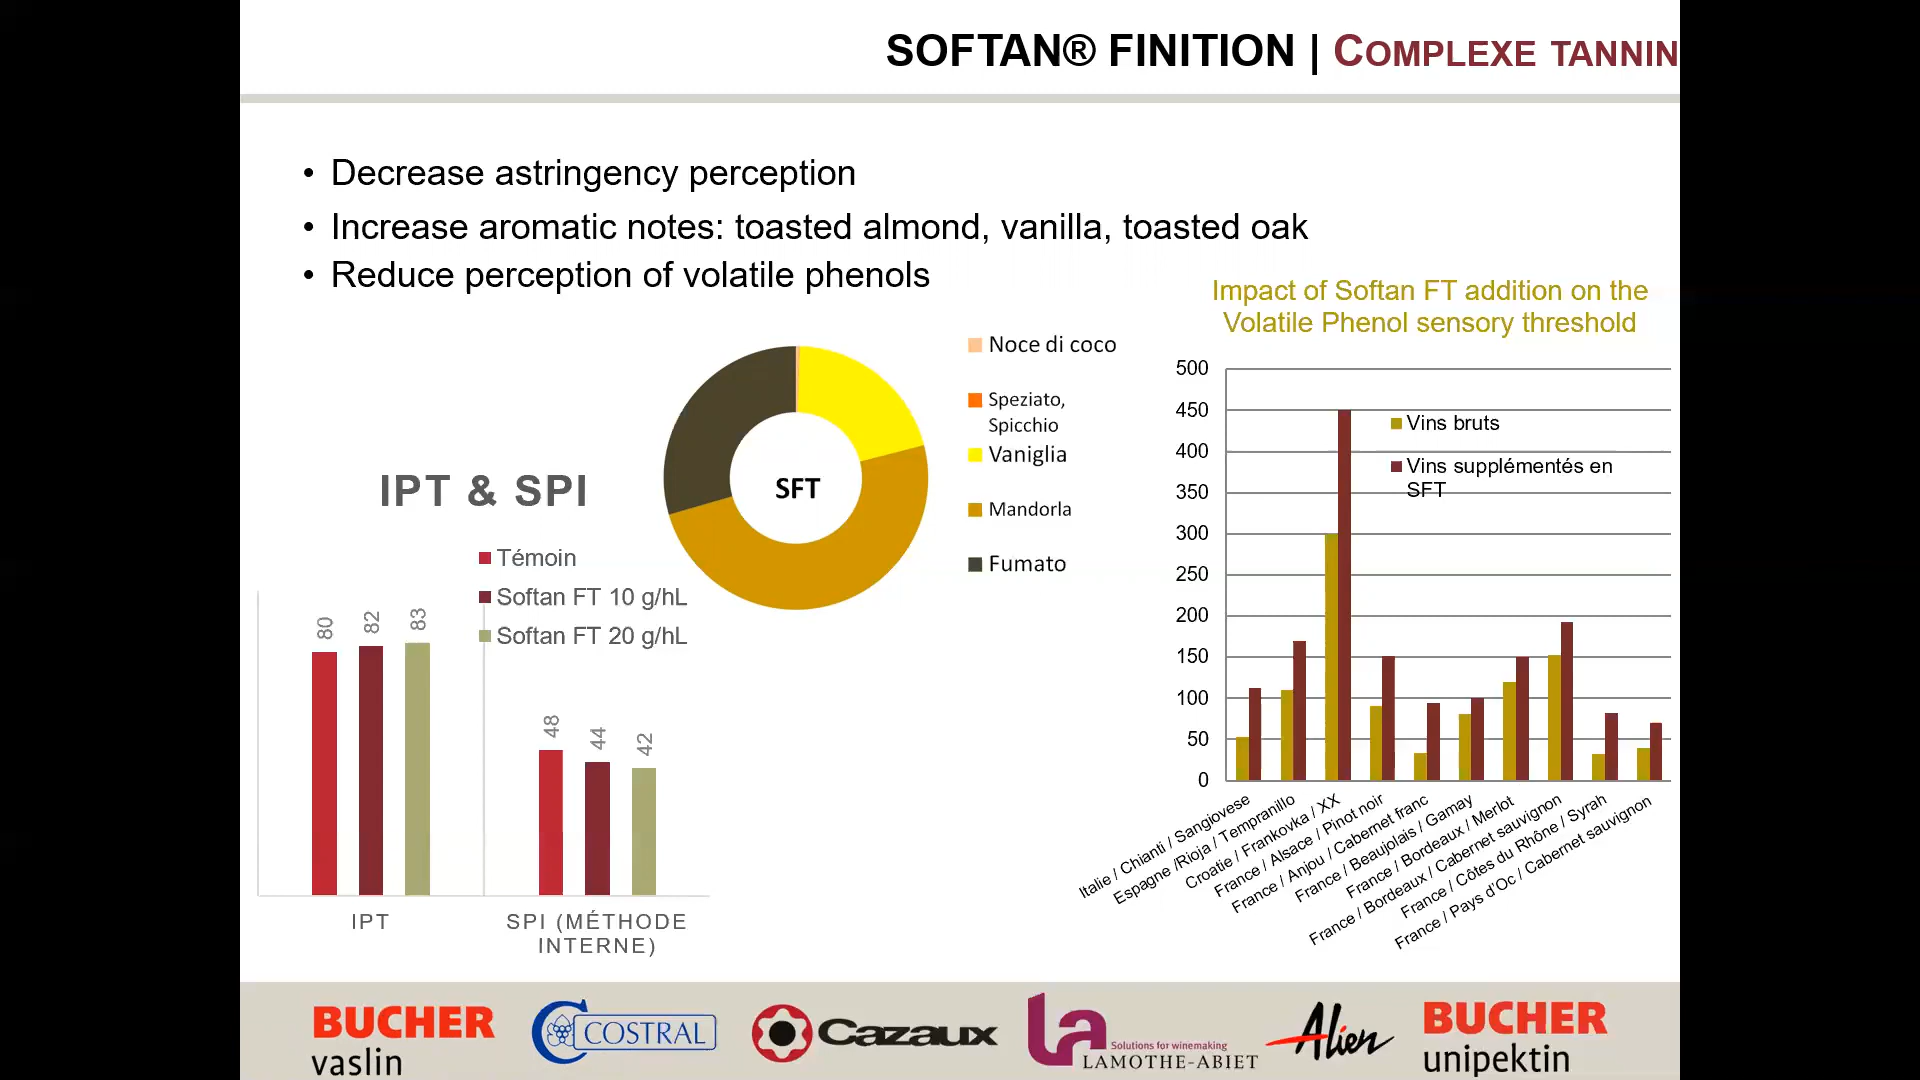 SOFTAN® FINITION | COMPLEXE TANNIN
• Decrease astringency perception
• Increase aromatic notes: toasted almond, vanilla, toasted oak
• Reduce perception of volatile phenols
IPT & SPI
Témoin
Softan FT 10 g/hL
Softan FT 20 g/hL
80
82
83
48
44
42
IPT
SPI (MÉTHODE
INTERNE)
SFT
Noce di coco
Speziato,
Spicchio
Vaniglia
Mandorla
Fumato
Impact of Softan FT addition on the
Volatile Phenol sensory threshold
500
450
400
350
300
250
200
150
100
50
0
Vins bruts
Vins supplémentés en
SFT
Italie / Chianti / Sangiovese
Espagne /Rioja / Tempranillo
Croatie / Frankovka / XX
France / Alsace / Pinot noir
France / Anjou / Cabernet franc
France / Beaujolais / Gamay
France / Bordeaux / Merlot
France / Bordeaux / Cabernet sauvignon
France / Côtes du Rhône / Syrah
France / Pays d'Oc / Cabernet sauvignon
BUCHER
vaslin
COSTRAL
Cazaux
la
Solutions for winemaking
LAMOTHE-ABIET
Alien
BUCHER
unipektin